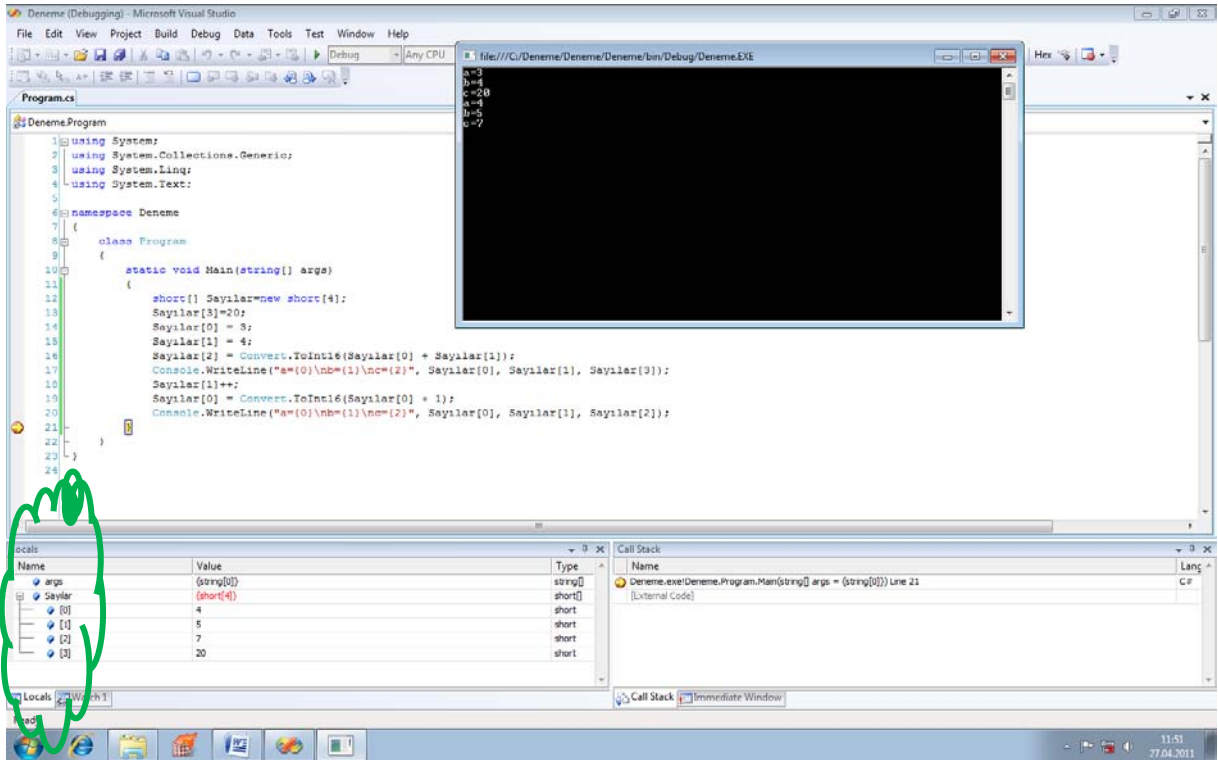 Deneme (Debugging) - Microsoft Visual Studio
File Edit View Project Build Debug Data Tools Test Window Help
Debug Any CPU Hex
file:///C:/Deneme/Deneme/Deneme/bin/Debug/Deneme.EXE
a=3
b=4
c=20
a=4
b=5
c=7
Program.cs
Deneme.Program
1 using System;
2 using System.Collections.Generic;
3 using System.Linq;
4 using System.Text;
5
6 namespace Deneme
7 {
8 class Program
9 {
10 static void Main(string[] args)
11 {
12 short[] Sayılar=new short[4];
13 Sayılar[3]=20;
14 Sayılar[0] = 3;
15 Sayılar[1] = 4;
16 Sayılar[2] = Convert.ToInt16(Sayılar[0] + Sayılar[1]);
17 Console.WriteLine("a={0}\nb={1}\nc={2}", Sayılar[0], Sayılar[1], Sayılar[3]);
18 Sayılar[1]++;
19 Sayılar[0] = Convert.ToInt16(Sayılar[0] + 1);
20 Console.WriteLine("a={0}\nb={1}\nc={2}", Sayılar[0], Sayılar[1], Sayılar[2]);
21 }
22 }
23 }
24
Locals
Name Value Type
args {string[0]} string[]
Sayılar {short[4]} short[]
[0] 4 short
[1] 5 short
[2] 7 short
[3] 20 short
Locals Watch 1
Call Stack
Name Lang
Deneme.exe!Deneme.Program.Main(string[] args = {string[0]}) Line 21 C#
[External Code]
Call Stack Immediate Window
Ready
11:51
27.04.2011